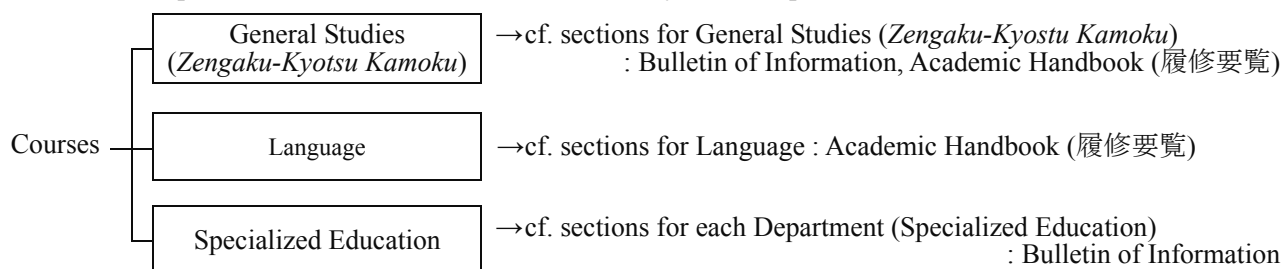 General Studies
(Zengaku-Kyotsu Kamoku)
→cf. sections for General Studies (Zengaku-Kyostu Kamoku)
: Bulletin of Information, Academic Handbook (履修要覧)
Courses
Language
→cf. sections for Language : Academic Handbook (履修要覧)
Specialized Education
→cf. sections for each Department (Specialized Education)
: Bulletin of Information